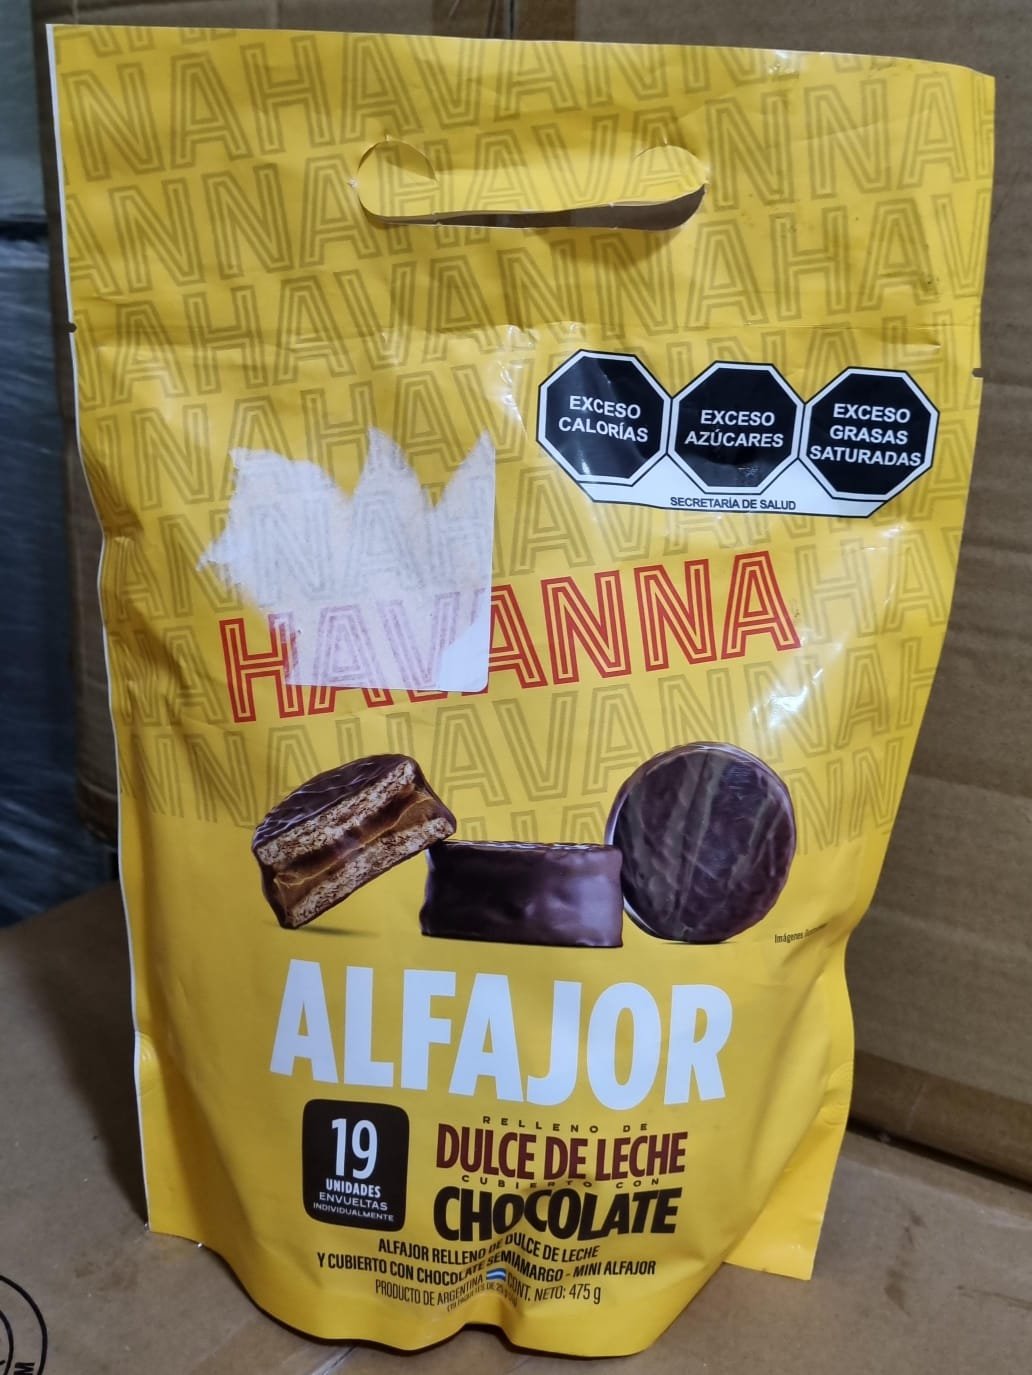 EXCESO
CALORÍAS
EXCESO
AZÚCARES
EXCESO
GRASAS
SATURADAS
SECRETARÍA DE SALUD
HAVANNA
Imágenes
ALFAJOR
19
UNIDADES
ENVUELTAS
INDIVIDUALMENTE
RELLENO DE
DULCE DE LECHE
CUBIERTO CON
CHOCOLATE
ALFAJOR RELLENO DE DULCE DE LECHE
Y CUBIERTO CON CHOCOLATE SEMIAMARGO - MINI ALFAJOR
PRODUCTO DE ARGENTINA CONT. NETO: 475 g